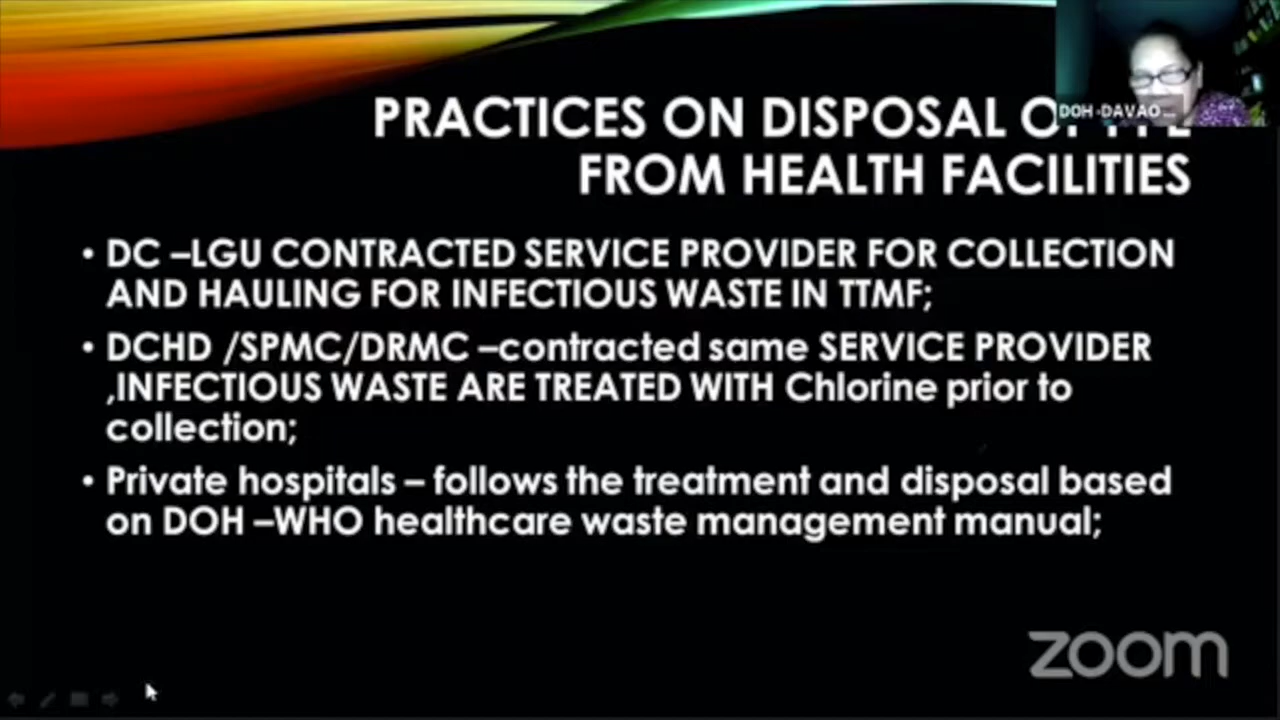 PRACTICES ON DISPOSAL
FROM HEALTH FACILITIES
• DC –LGU CONTRACTED SERVICE PROVIDER FOR COLLECTION
AND HAULING FOR INFECTIOUS WASTE IN TTMF;
• DCHD /SPMC/DRMC –contracted same SERVICE PROVIDER
,INFECTIOUS WASTE ARE TREATED WITH Chlorine prior to
collection;
• Private hospitals – follows the treatment and disposal based
on DOH –WHO healthcare waste management manual;
DOH-DAVAO...
zoom